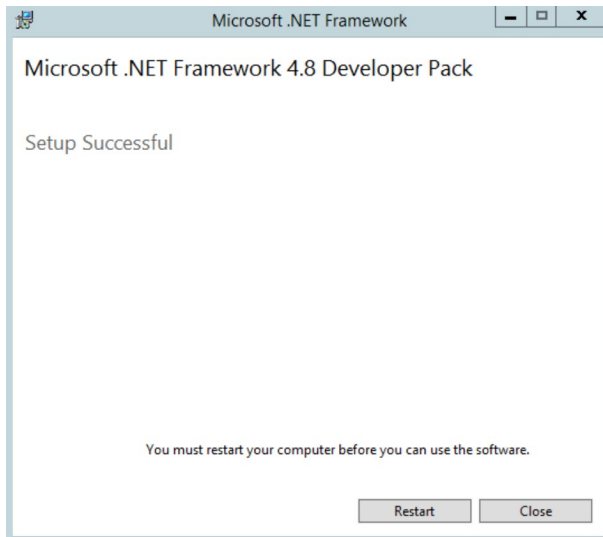 Microsoft .NET Framework
Microsoft .NET Framework 4.8 Developer Pack
Setup Successful
You must restart your computer before you can use the software.
Restart
Close